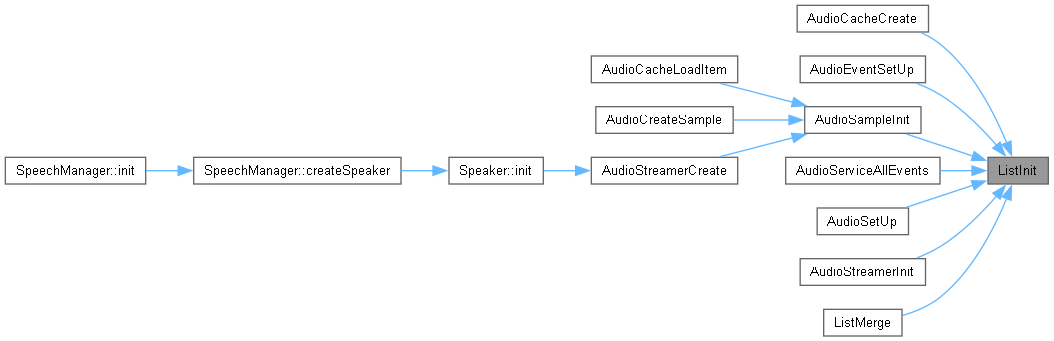 AudioCacheCreate
AudioCacheLoadItem
AudioEventSetUp
AudioCreateSample
AudioSampleInit
SpeechManager::init
SpeechManager::createSpeaker
Speaker::init
AudioStreamerCreate
AudioServiceAllEvents
ListInit
AudioSetUp
AudioStreamerInit
ListMerge